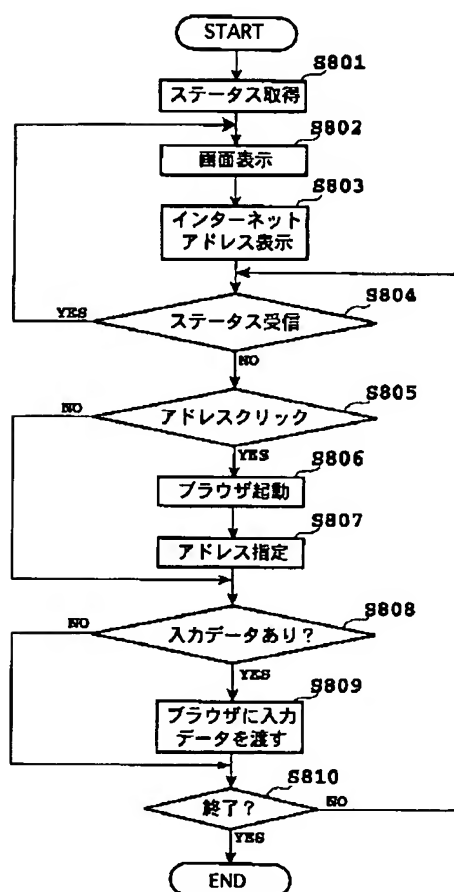 START
S801
ステータス取得
S802
画面表示
S803
インターネット
アドレス表示
S804
ステータス受信
YES
NO
S805
アドレスクリック
NO
YES
S806
ブラウザ起動
S807
アドレス指定
S808
入力データあり?
NO
YES
S809
ブラウザに入力
データを渡す
S810
終了?
NO
YES
END